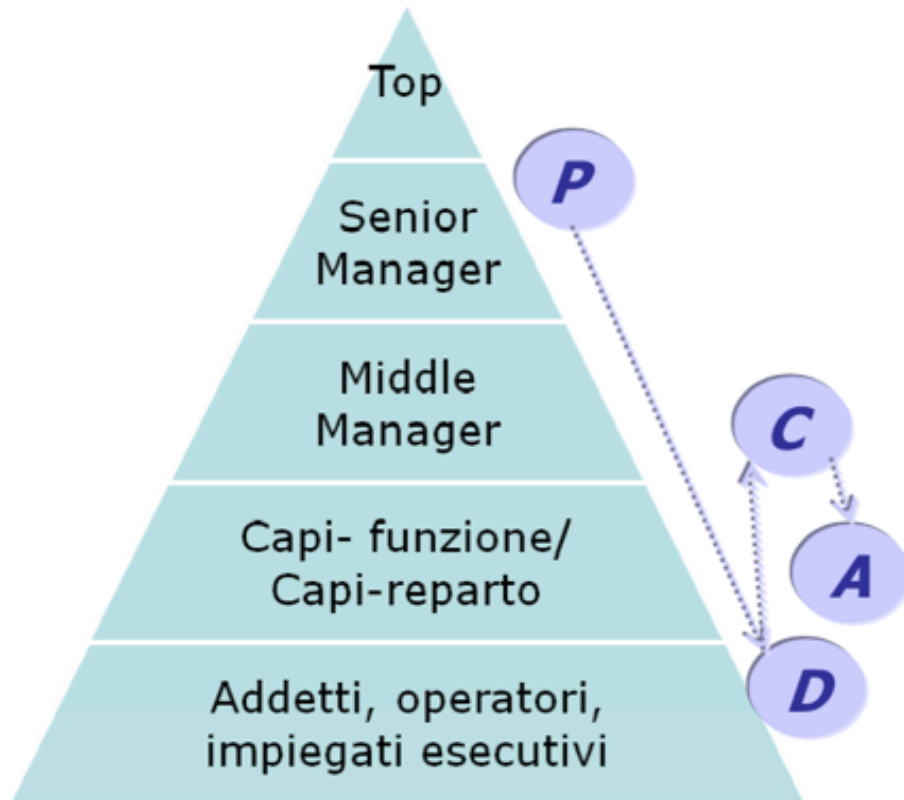 Top
P
Senior
Manager
Middle
Manager
C
Capi- funzione/
Capi-reparto
A
Addetti, operatori,
impiegati esecutivi
D